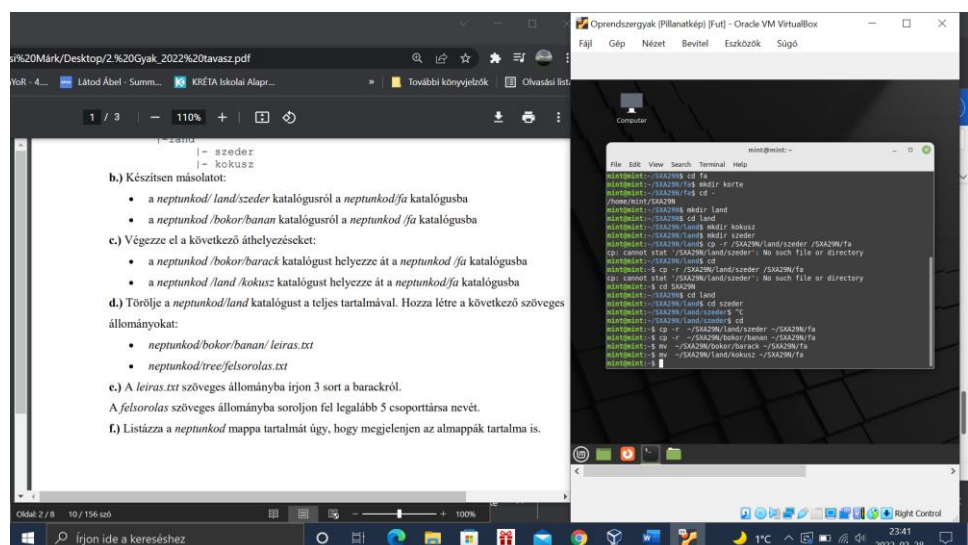 Oprendszergyak (Pillanatkép) [Fut] - Oracle VM VirtualBox
Fájl Gép Nézet Bevitel Eszközök Súgó
si%20Márk/Desktop/2.%20Gyak_2022%20tavasz.pdf
YoR - 4... Látod Ábel - Summ... KRÉTA Iskolai Alapr... » További könyvjelzők Olvasási list
1 / 3 — 110% +
|-land
|- szeder
|- kokusz
b.) Készítsen másolatot:
• a neptunkod/ land/szeder katalógusról a neptunkod/fa katalógusba
• a neptunkod /bokor/banan katalógusról a neptunkod /fa katalógusba
c.) Végezze el a következő áthelyezéseket:
• a neptunkod /bokor/barack katalógust helyezze át a neptunkod /fa katalógusba
• a neptunkod /land /kokusz katalógust helyezze át a neptunkod/fa katalógusba
d.) Törölje a neptunkod/land katalógust a teljes tartalmával. Hozza létre a következő szöveges
állományokat:
• neptunkod/bokor/banan/ leiras.txt
• neptunkod/tree/felsorolas.txt
e.) A leiras.txt szöveges állományba írjon 3 sort a barackról.
A felsorolas szöveges állományba soroljon fel legalább 5 csoporttársa nevét.
f.) Listázza a neptunkod mappa tartalmát úgy, hogy megjelenjen az almappák tartalma is.
Oldal: 2 / 8 10 / 156 szó 100%
Computer
mint@mint: ~
File Edit View Search Terminal Help
mint@mint:~/SXA29N$ cd fa
mint@mint:~/SXA29N/fa$ mkdir korte
mint@mint:~/SXA29N/fa$ cd -
/home/mint/SXA29N
mint@mint:~/SXA29N$ mkdir land
mint@mint:~/SXA29N$ cd land
mint@mint:~/SXA29N/land$ mkdir kokusz
mint@mint:~/SXA29N/land$ mkdir szeder
mint@mint:~/SXA29N/land$ cp -r /SXA29N/land/szeder /SXA29N/fa
cp: cannot stat '/SXA29N/land/szeder': No such file or directory
mint@mint:~/SXA29N/land$ cd
mint@mint:~$ cp -r /SXA29N/land/szeder /SXA29N/fa
cp: cannot stat '/SXA29N/land/szeder': No such file or directory
mint@mint:~$ cd SXA29N
mint@mint:~/SXA29N$ cd land
mint@mint:~/SXA29N/land$ cd szeder
mint@mint:~/SXA29N/land/szeder$ ^C
mint@mint:~/SXA29N/land/szeder$ cd
mint@mint:~$ cp -r ~/SXA29N/land/szeder ~/SXA29N/fa
mint@mint:~$ cp -r ~/SXA29N/bokor/banan ~/SXA29N/fa
mint@mint:~$ mv ~/SXA29N/bokor/barack ~/SXA29N/fa
mint@mint:~$ mv ~/SXA29N/land/kokusz ~/SXA29N/fa
mint@mint:~$
Right Control
Írjon ide a kereséshez
1°C
23:41